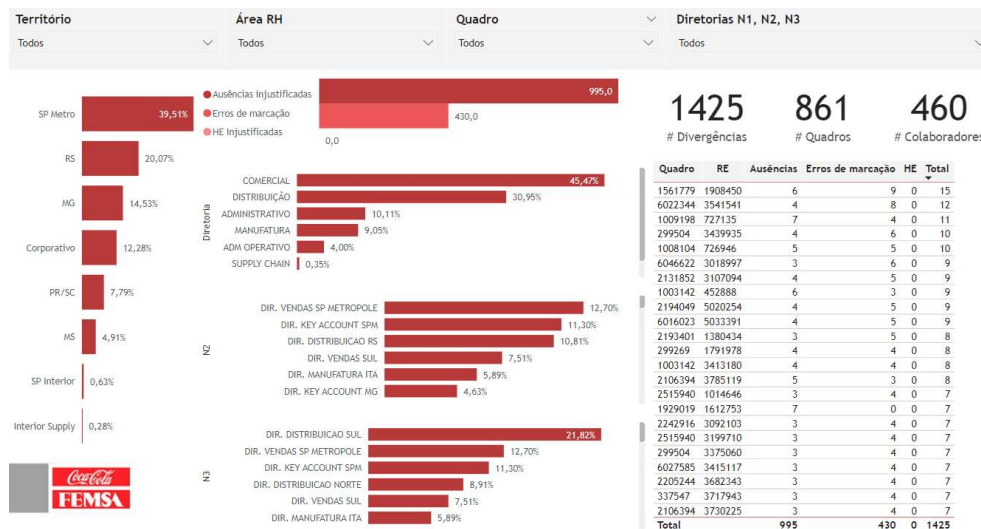 Território
Todos
Área RH
Todos
Quadro
Todos
Diretorias N1, N2, N3
Todos
SP Metro 39,51%
RS 20,07%
MG 14,53%
Corporativo 12,28%
PR/SC 7,79%
MS 4,91%
SP Interior 0,63%
Interior Supply 0,28%
Coca-Cola
FEMSA
Ausências injustificadas 995,0
Erros de marcação 430,0
HE Injustificadas 0,0
Diretoria
COMERCIAL 45,47%
DISTRIBUIÇÃO 30,95%
ADMINISTRATIVO 10,11%
MANUFATURA 9,05%
ADM OPERATIVO 4,00%
SUPPLY CHAIN 0,35%
N2
DIR. VENDAS SP METROPOLE 12,70%
DIR. KEY ACCOUNT SPM 11,30%
DIR. DISTRIBUICAO RS 10,81%
DIR. VENDAS SUL 7,51%
DIR. MANUFATURA ITA 5,89%
DIR. KEY ACCOUNT MG 4,63%
N3
DIR. DISTRIBUICAO SUL 21,82%
DIR. VENDAS SP METROPOLE 12,70%
DIR. KEY ACCOUNT SPM 11,30%
DIR. DISTRIBUICAO NORTE 8,91%
DIR. VENDAS SUL 7,51%
DIR. MANUFATURA ITA 5,89%
1425
# Divergências
861
# Quadros
460
# Colaboradores
Quadro RE Ausências Erros de marcação HE Total
1561779 1908450 6 9 0 15
6022344 3541541 4 8 0 12
1009198 727135 7 4 0 11
299504 3439935 4 6 0 10
1008104 726946 5 5 0 10
6046622 3018997 3 6 0 9
2131852 3107094 4 5 0 9
1003142 452888 6 3 0 9
2194049 5020254 4 5 0 9
6016023 5033391 4 5 0 9
2193401 1380434 3 5 0 8
299269 1791978 4 4 0 8
1003142 3413180 4 4 0 8
2106394 3785119 5 3 0 8
2515940 1014646 3 4 0 7
1929019 1612753 7 0 0 7
2242916 3092103 3 4 0 7
2515940 3199710 3 4 0 7
299504 3375060 3 4 0 7
6027585 3415117 3 4 0 7
2205244 3682343 3 4 0 7
337547 3717943 3 4 0 7
2106394 3730225 3 4 0 7
Total 995 430 0 1425